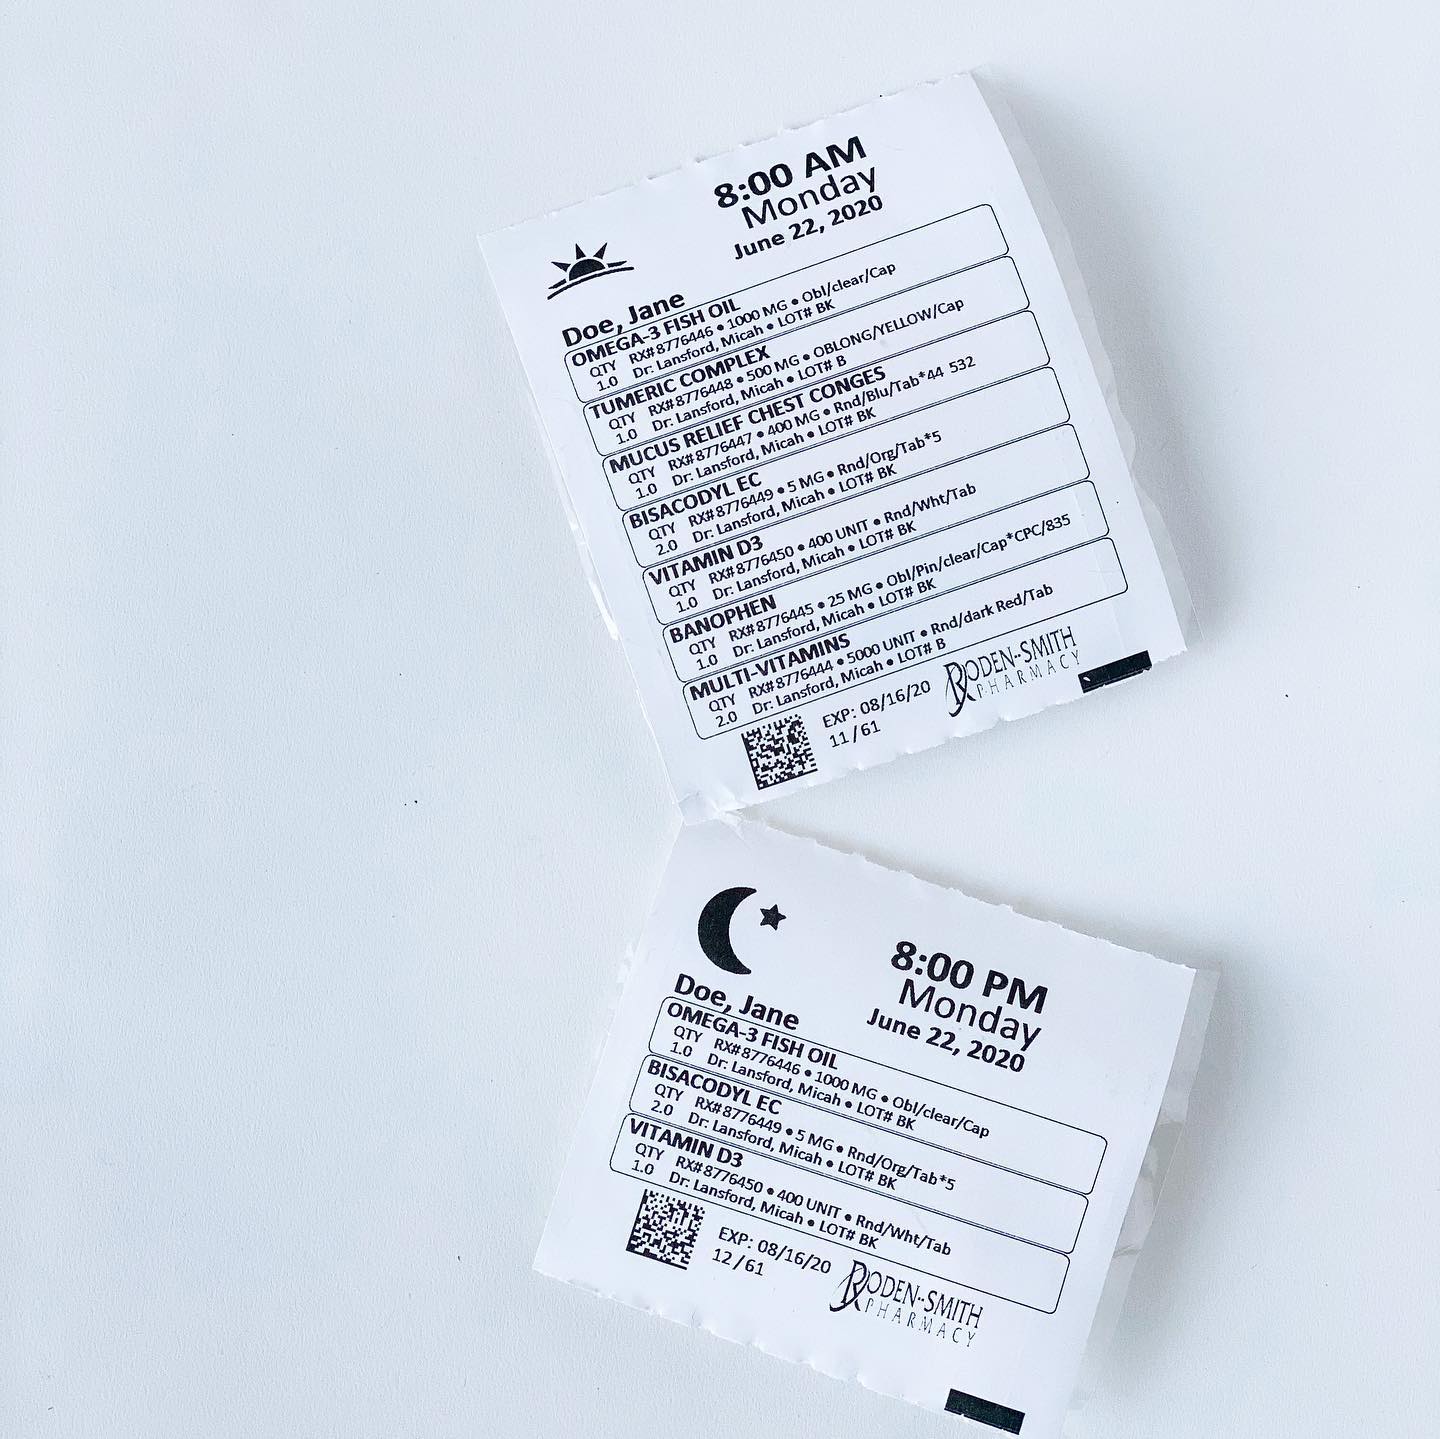 8:00 AM
Monday
June 22, 2020
Doe, Jane
OMEGA-3 FISH OIL
QTY RX#8776446 • 1000 MG • Obl/clear/Cap
1.0 Dr: Lansford, Micah • LOT# BK
TUMERIC COMPLEX
QTY RX#8776448 • 500 MG • OBLONG/YELLOW/Cap
1.0 Dr: Lansford, Micah • LOT# B
MUCUS RELIEF CHEST CONGES
QTY RX#8776447 • 400 MG • Rnd/Blu/Tab*44 532
1.0 Dr: Lansford, Micah • LOT# BK
BISACODYL EC
QTY RX#8776449 • 5 MG • Rnd/Org/Tab*5
2.0 Dr: Lansford, Micah • LOT# BK
VITAMIN D3
QTY RX#8776450 • 400 UNIT • Rnd/Wht/Tab
1.0 Dr: Lansford, Micah • LOT# BK
BANOPHEN
QTY RX#8776445 • 25 MG • Obl/Pin/clear/Cap*CPC/835
1.0 Dr: Lansford, Micah • LOT# BK
MULTI-VITAMINS
QTY RX#8776444 • 5000 UNIT • Rnd/dark Red/Tab
2.0 Dr: Lansford, Micah • LOT# B
EXP: 08/16/20
11/61
RODEN-SMITH
PHARMACY
8:00 PM
Monday
June 22, 2020
Doe, Jane
OMEGA-3 FISH OIL
QTY RX#8776446 • 1000 MG • Obl/clear/Cap
1.0 Dr: Lansford, Micah • LOT# BK
BISACODYL EC
QTY RX#8776449 • 5 MG • Rnd/Org/Tab*5
2.0 Dr: Lansford, Micah • LOT# BK
VITAMIN D3
QTY RX#8776450 • 400 UNIT • Rnd/Wht/Tab
1.0 Dr: Lansford, Micah • LOT# BK
EXP: 08/16/20
12/61
RODEN-SMITH
PHARMACY